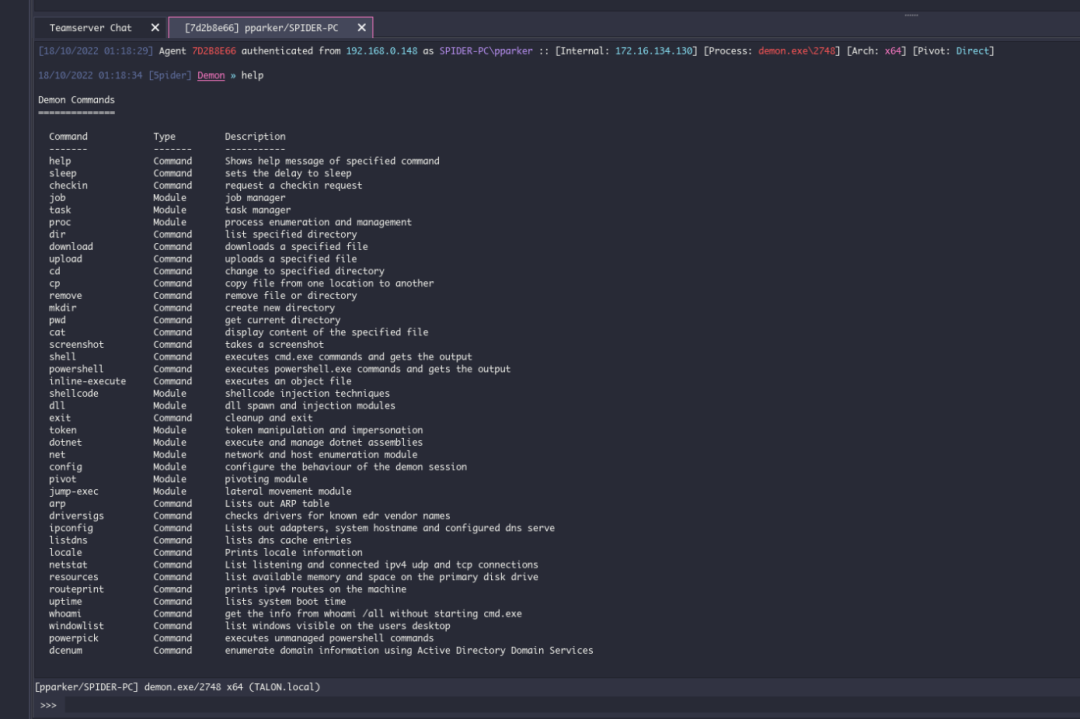 Teamserver Chat ✕ [7d2b8e66] pparker/SPIDER-PC ✕
[18/10/2022 01:18:29] Agent 7D2B8E66 authenticated from 192.168.0.148 as SPIDER-PC\pparker :: [Internal: 172.16.134.130] [Process: demon.exe\2748] [Arch: x64] [Pivot: Direct]
18/10/2022 01:18:34 [Spider] Demon » help
Demon Commands
==============
Command Type Description
------- ------- -----------
help Command Shows help message of specified command
sleep Command sets the delay to sleep
checkin Command request a checkin request
job Module job manager
task Module task manager
proc Module process enumeration and management
dir Command list specified directory
download Command downloads a specified file
upload Command uploads a specified file
cd Command change to specified directory
cp Command copy file from one location to another
remove Command remove file or directory
mkdir Command create new directory
pwd Command get current directory
cat Command display content of the specified file
screenshot Command takes a screenshot
shell Command executes cmd.exe commands and gets the output
powershell Command executes powershell.exe commands and gets the output
inline-execute Command executes an object file
shellcode Module shellcode injection techniques
dll Module dll spawn and injection modules
exit Command cleanup and exit
token Module token manipulation and impersonation
dotnet Module execute and manage dotnet assemblies
net Module network and host enumeration module
config Module configure the behaviour of the demon session
pivot Module pivoting module
jump-exec Module lateral movement module
arp Command Lists out ARP table
driversigs Command checks drivers for known edr vendor names
ipconfig Command Lists out adapters, system hostname and configured dns serve
listdns Command lists dns cache entries
locale Command Prints locale information
netstat Command List listening and connected ipv4 udp and tcp connections
resources Command list available memory and space on the primary disk drive
routeprint Command prints ipv4 routes on the machine
uptime Command lists system boot time
whoami Command get the info from whoami /all without starting cmd.exe
windowlist Command list windows visible on the users desktop
powerpick Command executes unmanaged powershell commands
dcenum Command enumerate domain information using Active Directory Domain Services
[pparker/SPIDER-PC] demon.exe/2748 x64 (TALON.local)
>>>